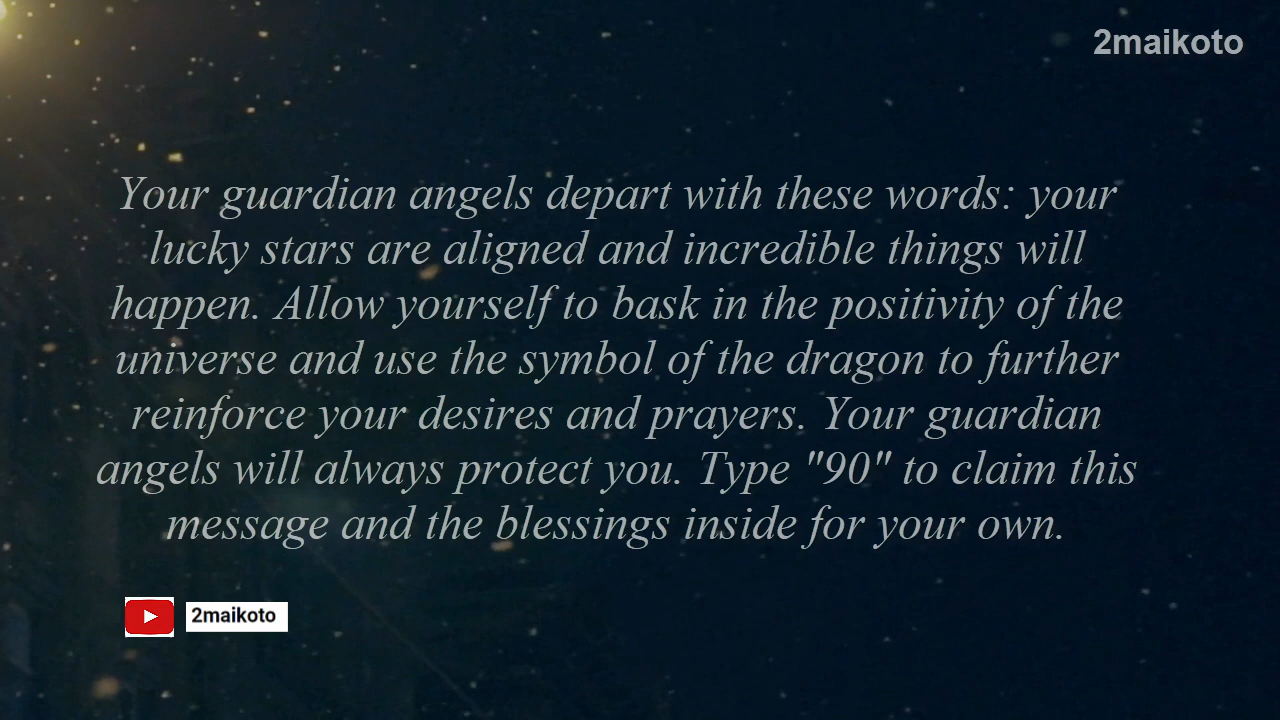 2maikoto
Your guardian angels depart with these words: your
lucky stars are aligned and incredible things will
happen. Allow yourself to bask in the positivity of the
universe and use the symbol of the dragon to further
reinforce your desires and prayers. Your guardian
angels will always protect you. Type "90" to claim this
message and the blessings inside for your own.
2maikoto